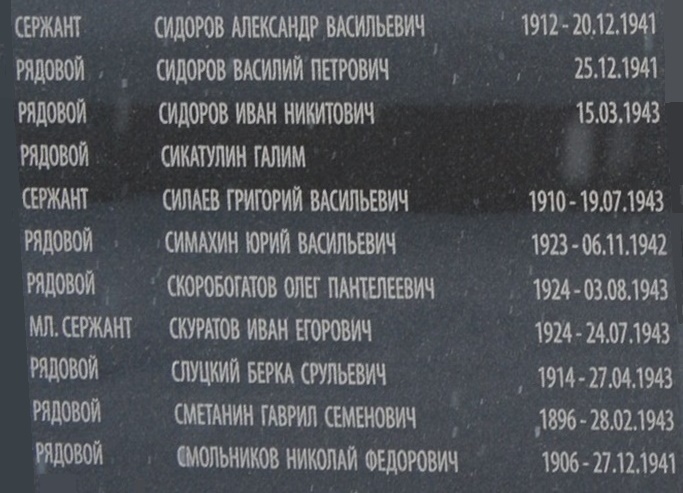 СЕРЖАНТ СИДОРОВ АЛЕКСАНДР ВАСИЛЬЕВИЧ 1912 - 20.12.1941
РЯДОВОЙ СИДОРОВ ВАСИЛИЙ ПЕТРОВИЧ 25.12.1941
РЯДОВОЙ СИДОРОВ ИВАН НИКИТОВИЧ 15.03.1943
РЯДОВОЙ СИКАТУЛИН ГАЛИМ
СЕРЖАНТ СИЛАЕВ ГРИГОРИЙ ВАСИЛЬЕВИЧ 1910 - 19.07.1943
РЯДОВОЙ СИМАХИН ЮРИЙ ВАСИЛЬЕВИЧ 1923 - 06.11.1942
РЯДОВОЙ СКОРОБОГАТОВ ОЛЕГ ПАНТЕЛЕЕВИЧ 1924 - 03.08.1943
МЛ. СЕРЖАНТ СКУРАТОВ ИВАН ЕГОРОВИЧ 1924 - 24.07.1943
РЯДОВОЙ СЛУЦКИЙ БЕРКА СРУЛЬЕВИЧ 1914 - 27.04.1943
РЯДОВОЙ СМЕТАНИН ГАВРИЛ СЕМЕНОВИЧ 1896 - 28.02.1943
РЯДОВОЙ СМОЛЬНИКОВ НИКОЛАЙ ФЕДОРОВИЧ 1906 - 27.12.1941